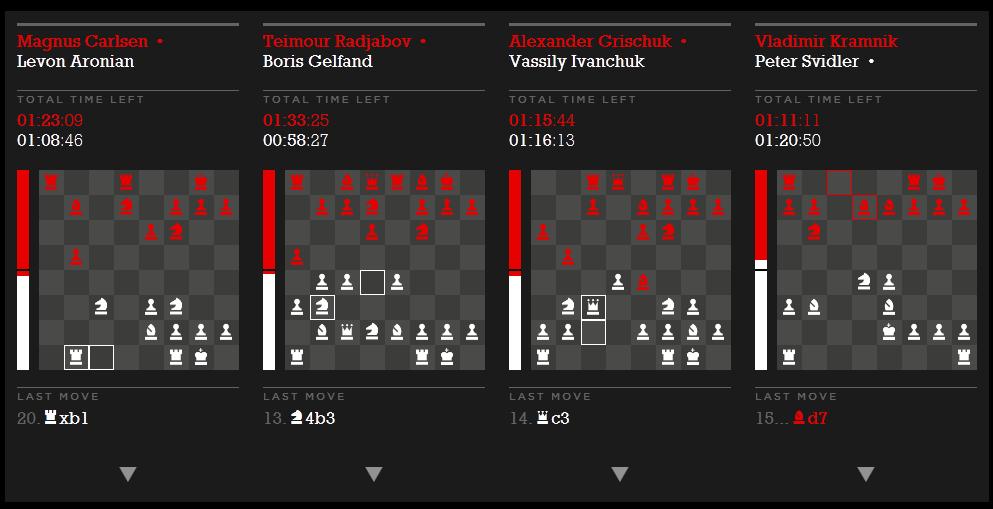 Magnus Carlsen •
Levon Aronian
TOTAL TIME LEFT
01:23:09
01:08:46
LAST MOVE
20. ♜xb1
Teimour Radjabov •
Boris Gelfand
TOTAL TIME LEFT
01:33:25
00:58:27
LAST MOVE
13. ♞4b3
Alexander Grischuk •
Vassily Ivanchuk
TOTAL TIME LEFT
01:15:44
01:16:13
LAST MOVE
14. ♛c3
Vladimir Kramnik
Peter Svidler •
TOTAL TIME LEFT
01:11:11
01:20:50
LAST MOVE
15... ♝d7